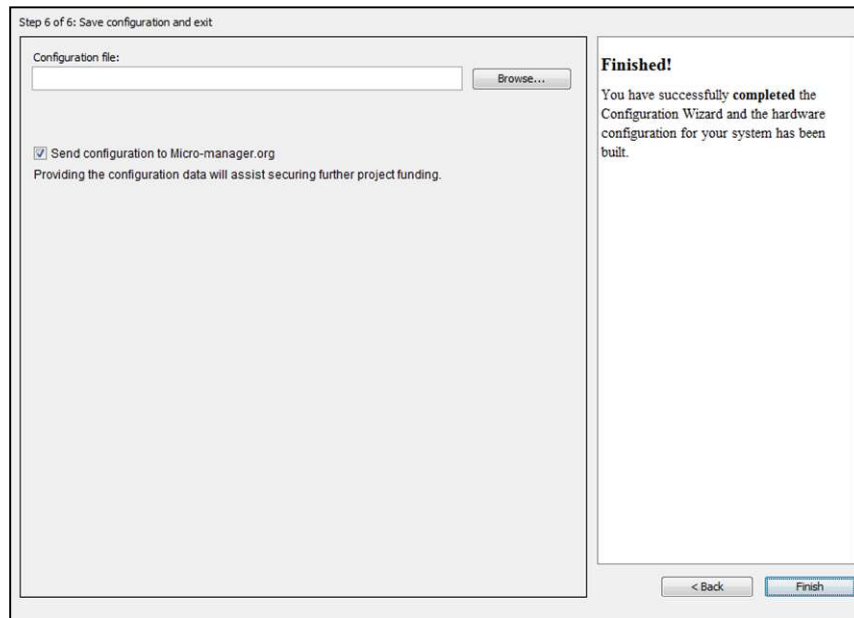 Step 6 of 6: Save configuration and exit
Configuration file:
Browse...
Send configuration to Micro-manager.org
Providing the configuration data will assist securing further project funding.
Finished!
You have successfully completed the
Configuration Wizard and the hardware
configuration for your system has been
built.
< Back
Finish